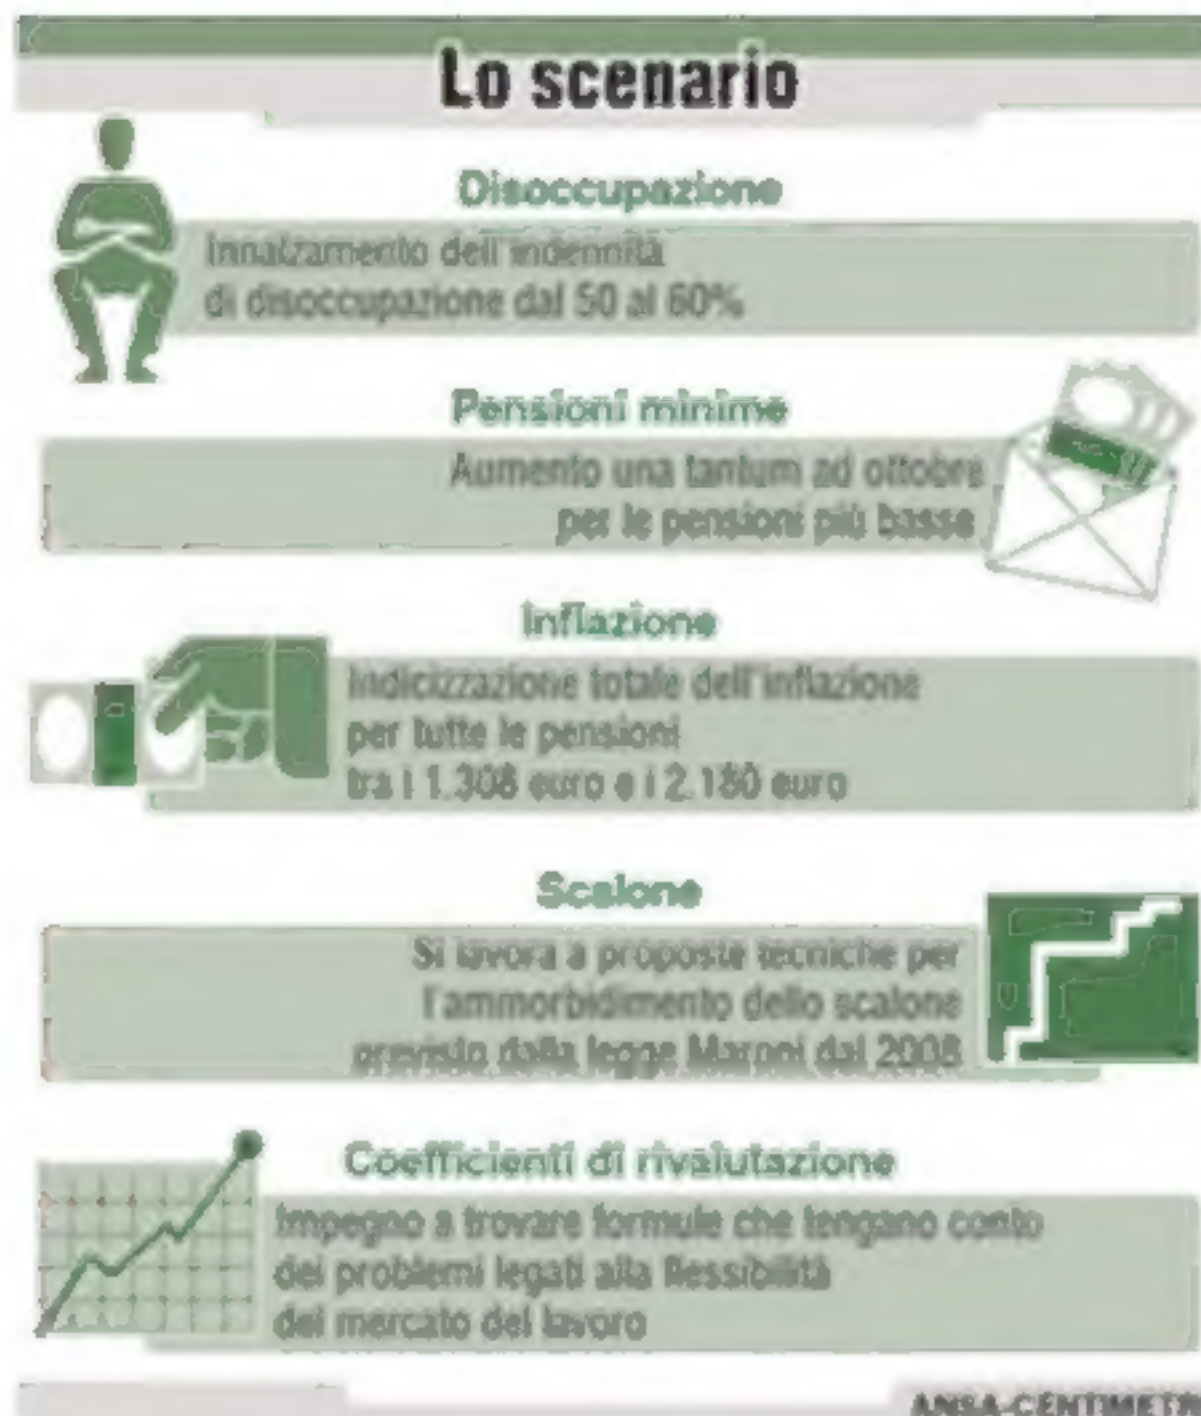 Lo scenario
Disoccupazione
Innalzamento dell'indennità
di disoccupazione dal 50 al 60%
Pensioni minime
Aumento una tantum ad ottobre
per le pensioni più basse
Inflazione
Indicizzazione totale dell'inflazione
per tutte le pensioni
tra i 1.308 euro e i 2.180 euro
Scalone
Si lavora a proposte tecniche per
l'ammorbidimento dello scalone
previsto dalla legge Maroni dal 2008
Coefficienti di rivalutazione
Impegno a trovare formule che tengano conto
dei problemi legati alla flessibilità
del mercato del lavoro
ANSA-CENTIMETRI